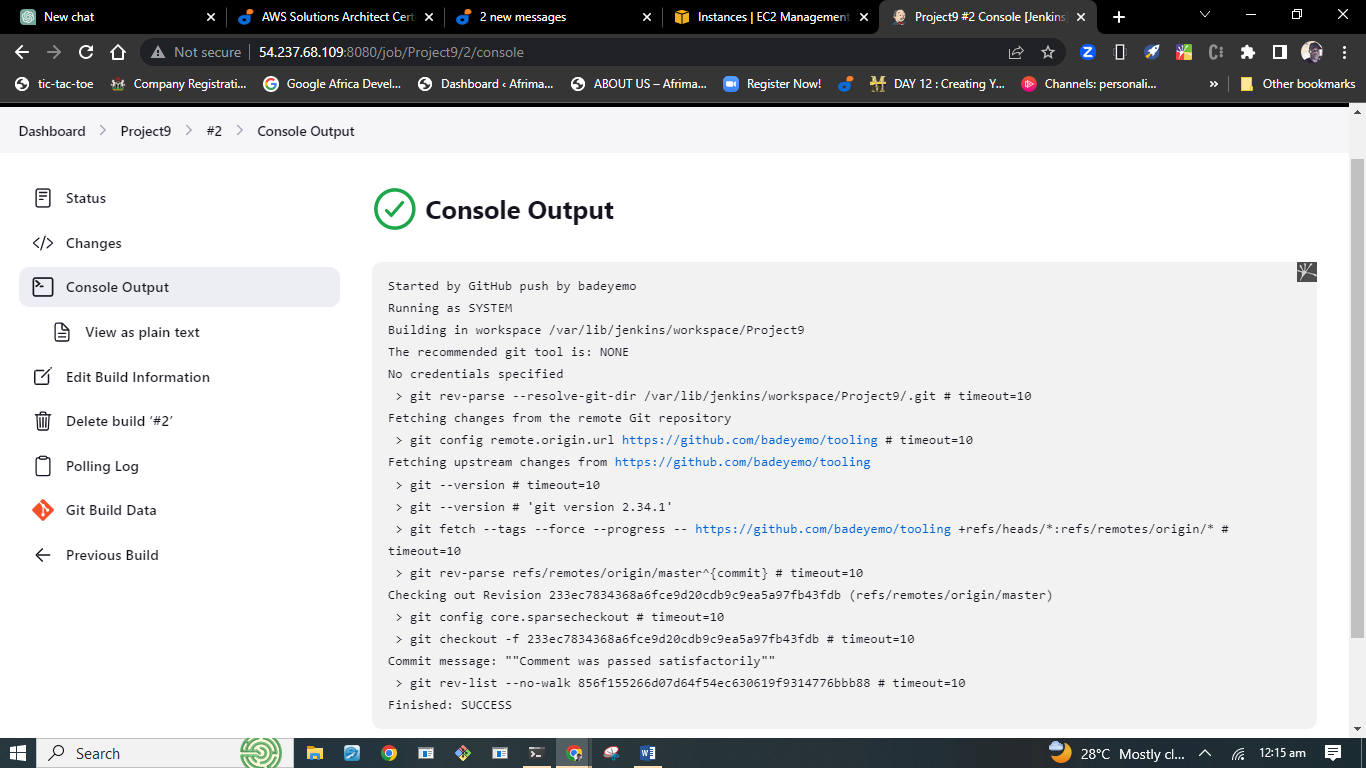 New chat
AWS Solutions Architect Cert
2 new messages
Instances | EC2 Management
Project9 #2 Console [Jenkins
Not secure
54.237.68.109:8080/job/Project9/2/console
tic-tac-toe
Company Registrati...
Google Africa Devel...
Dashboard ‹ Afrima...
ABOUT US – Afrima...
Register Now!
DAY 12 : Creating Y...
Channels: personali...
»
Other bookmarks
Dashboard
Project9
#2
Console Output
Status
Changes
Console Output
View as plain text
Edit Build Information
Delete build ‘#2’
Polling Log
Git Build Data
Previous Build
Console Output
Started by GitHub push by badeyemo
Running as SYSTEM
Building in workspace /var/lib/jenkins/workspace/Project9
The recommended git tool is: NONE
No credentials specified
> git rev-parse --resolve-git-dir /var/lib/jenkins/workspace/Project9/.git # timeout=10
Fetching changes from the remote Git repository
> git config remote.origin.url https://github.com/badeyemo/tooling # timeout=10
Fetching upstream changes from https://github.com/badeyemo/tooling
> git --version # timeout=10
> git --version # 'git version 2.34.1'
> git fetch --tags --force --progress -- https://github.com/badeyemo/tooling +refs/heads/*:refs/remotes/origin/* #
timeout=10
> git rev-parse refs/remotes/origin/master^{commit} # timeout=10
Checking out Revision 233ec7834368a6fce9d20cdb9c9ea5a97fb43fdb (refs/remotes/origin/master)
> git config core.sparsecheckout # timeout=10
> git checkout -f 233ec7834368a6fce9d20cdb9c9ea5a97fb43fdb # timeout=10
Commit message: ""Comment was passed satisfactorily""
> git rev-list --no-walk 856f155266d07d64f54ec630619f9314776bbb88 # timeout=10
Finished: SUCCESS
Search
28°C Mostly cl...
12:15 am